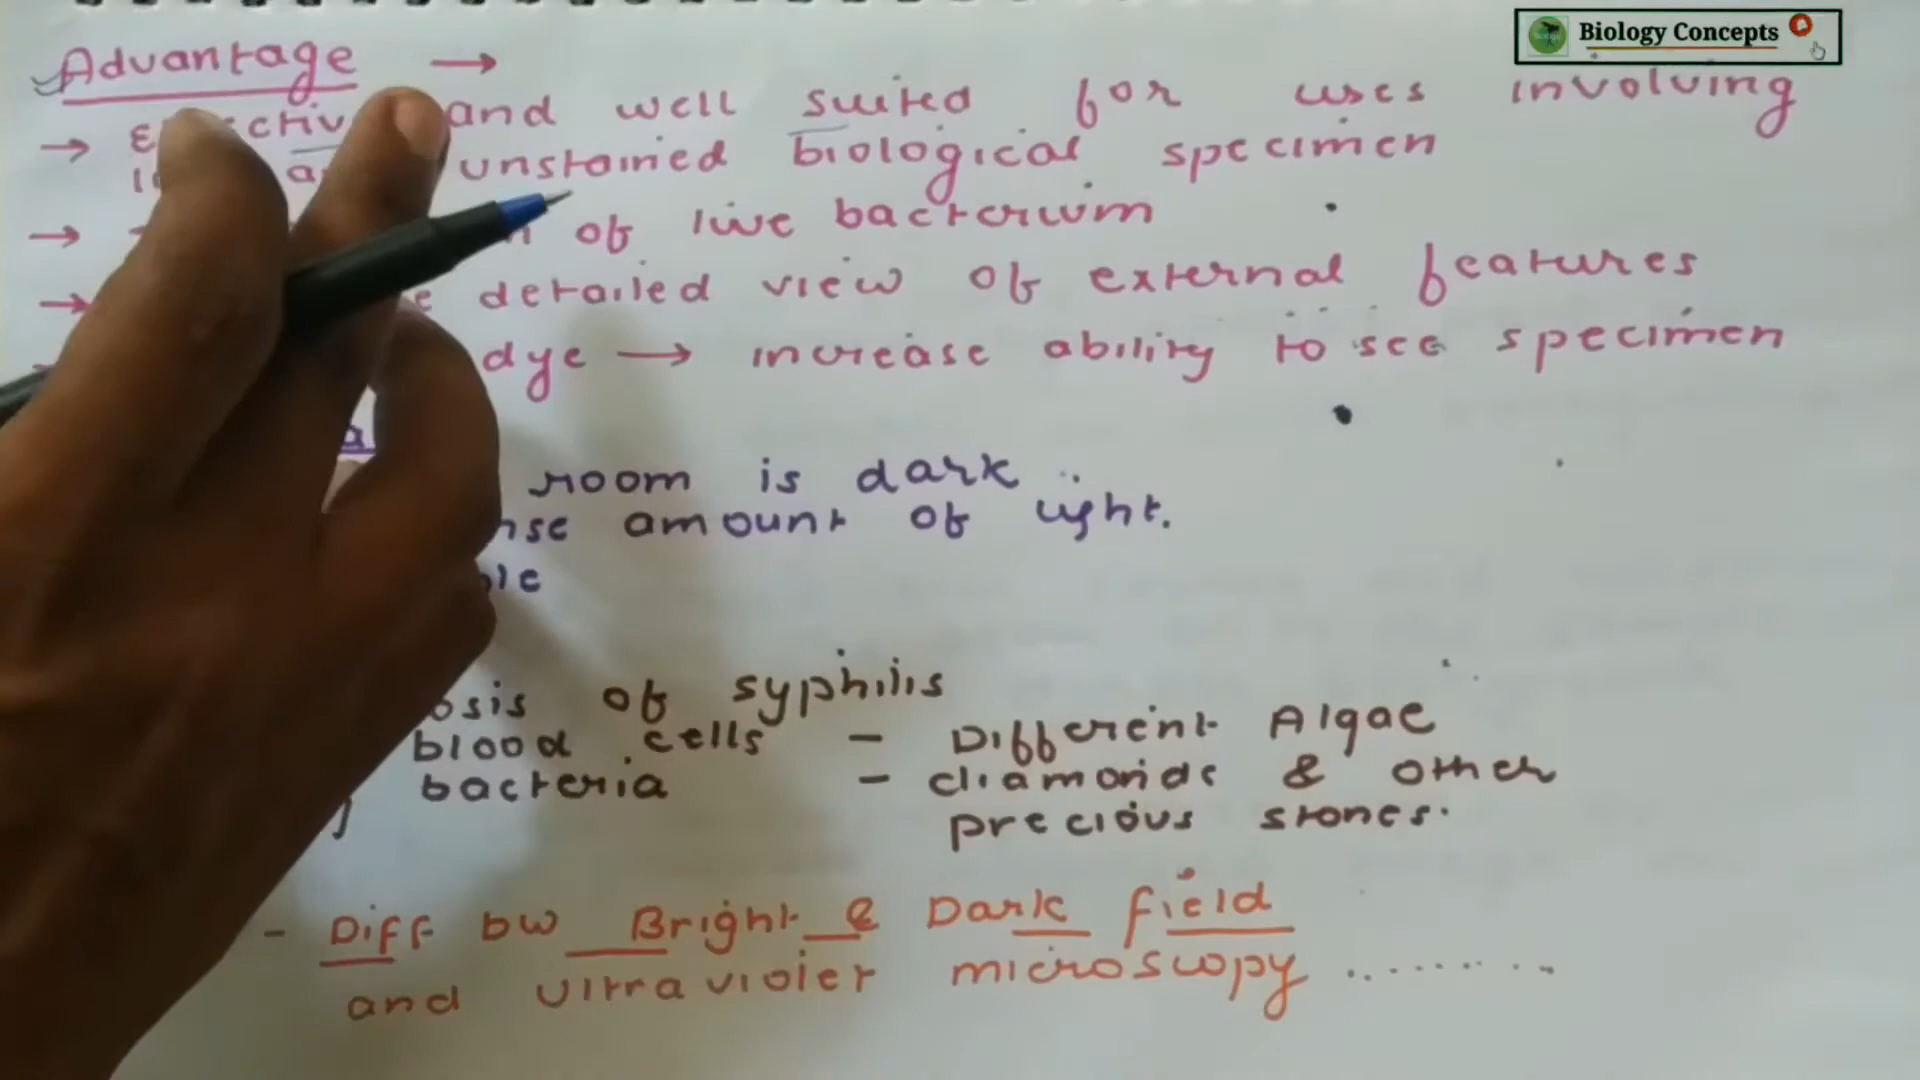 Biology Concepts
Advantage →
→ and well suited for uses involving
unstained biological specimen
→ of live bacterium
→ detailed view of external features
dye → increase ability to see specimen
room is dark
amount of light.
of syphilis
blood cells - Different Algae
bacteria - diamonds & other
precious stones.
- Diff bw Bright & Dark field
and ultraviolet microscopy ........